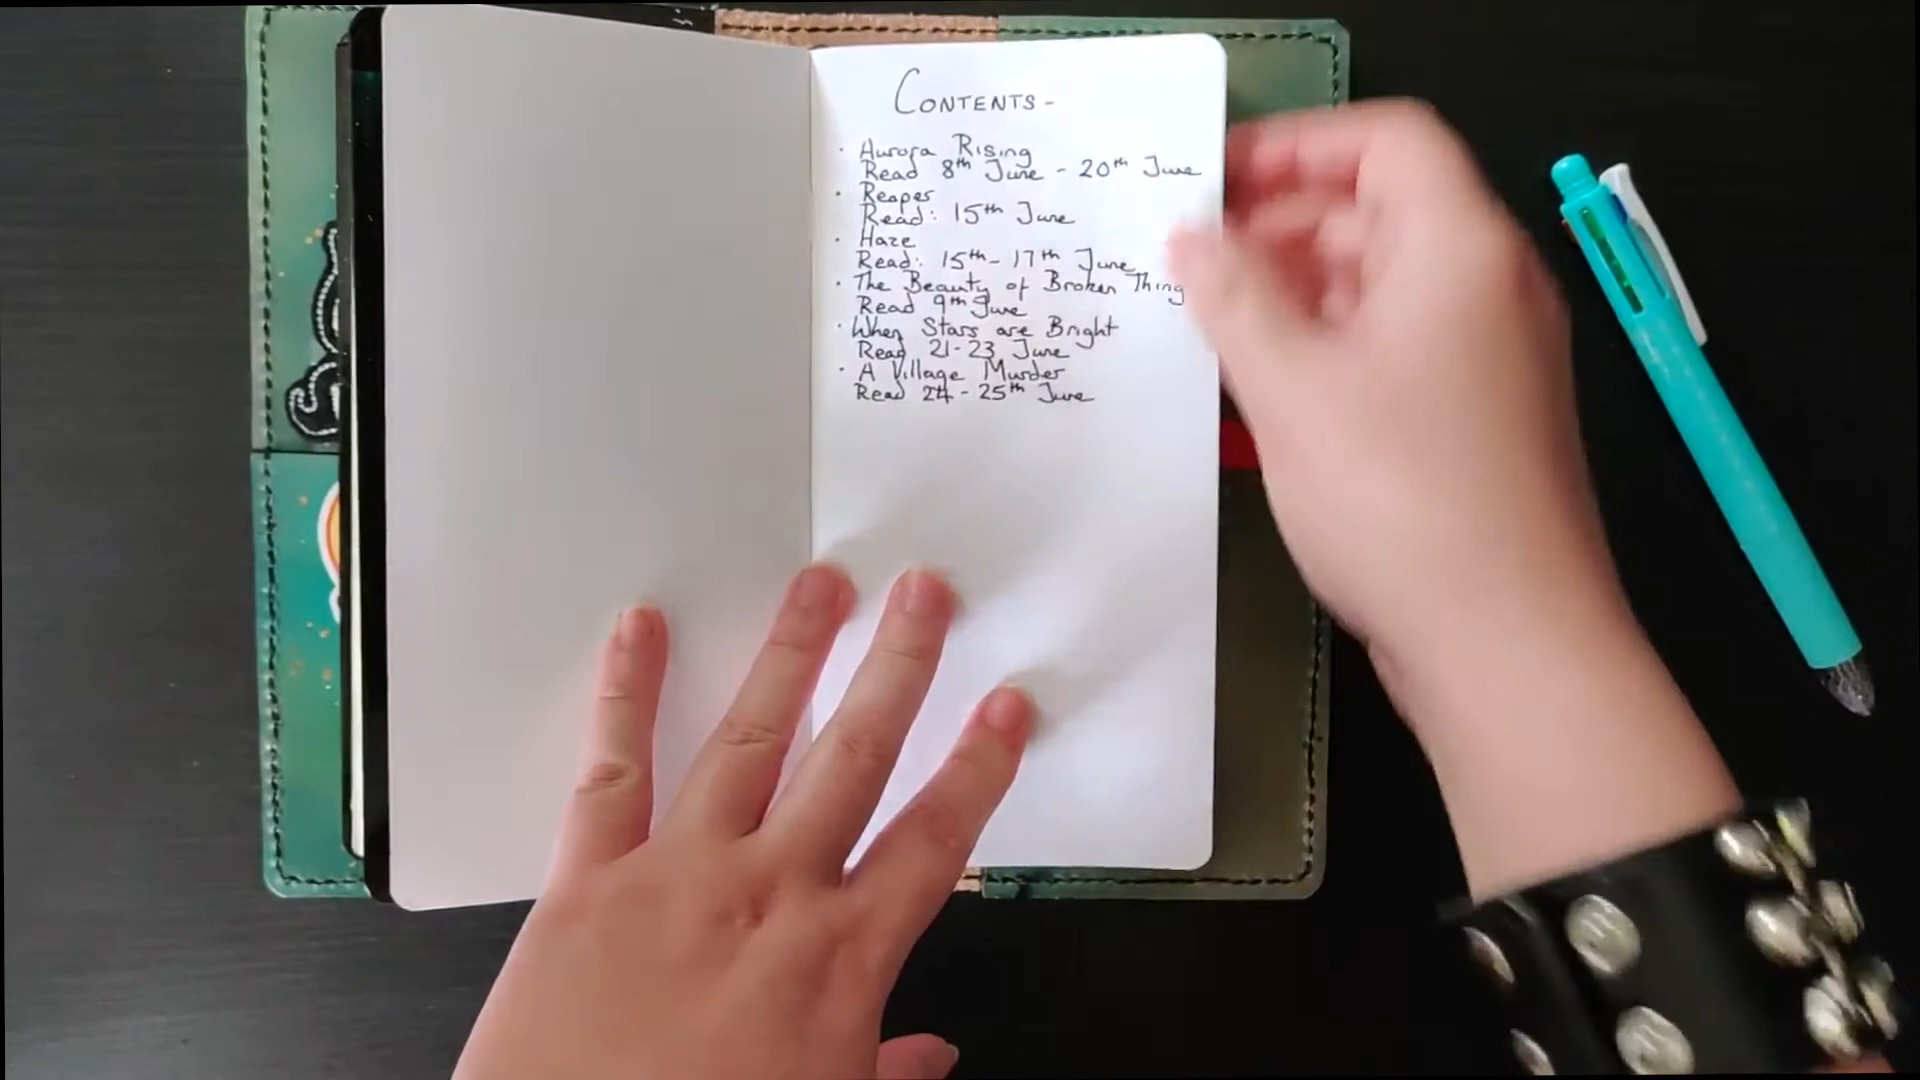 CONTENTS -
· Aurora Rising
Read 8th June - 20th June
· Reaper
Read: 15th June
· Haze
Read: 15th - 17th June
· The Beauty of Broken Thing
Read 9th June
· When Stars are Bright
Read 21-23 June
· A Village Murder
Read 24 - 25th June